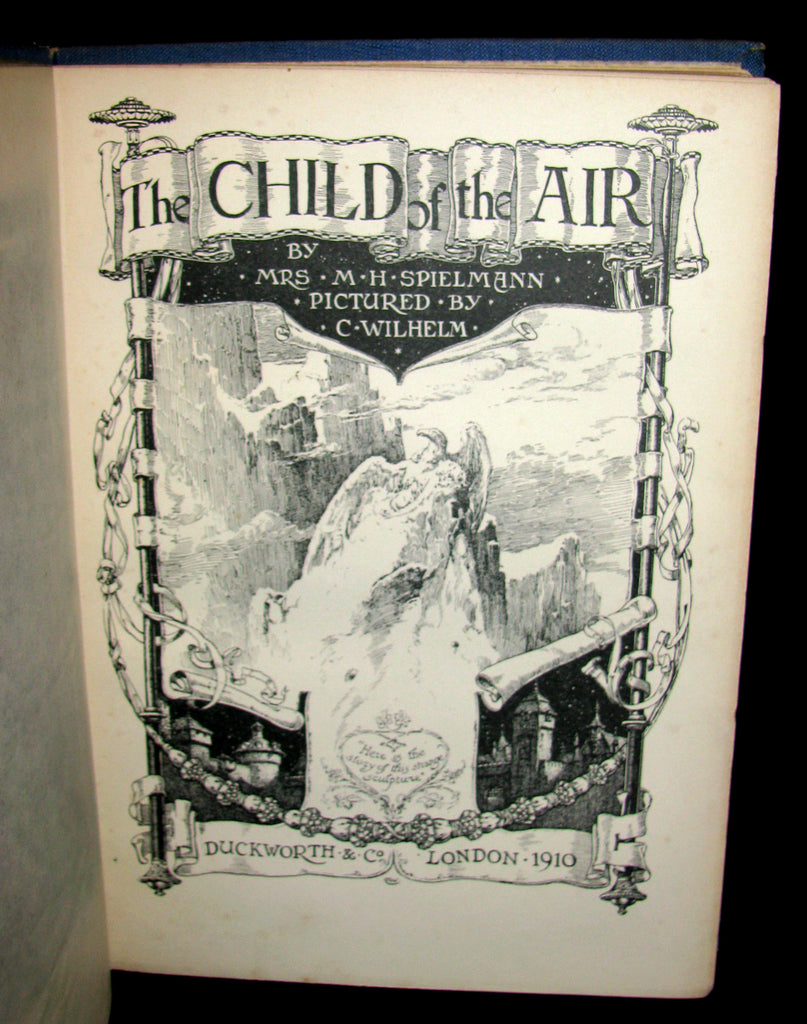 The CHILD of the AIR
BY
MRS · M · H · SPIELMANN ·
· PICTURED · BY ·
· C · WILHELM ·
"Here is the
story of this strange
sculpture"
DUCKWORTH · & Co LONDON · 1910